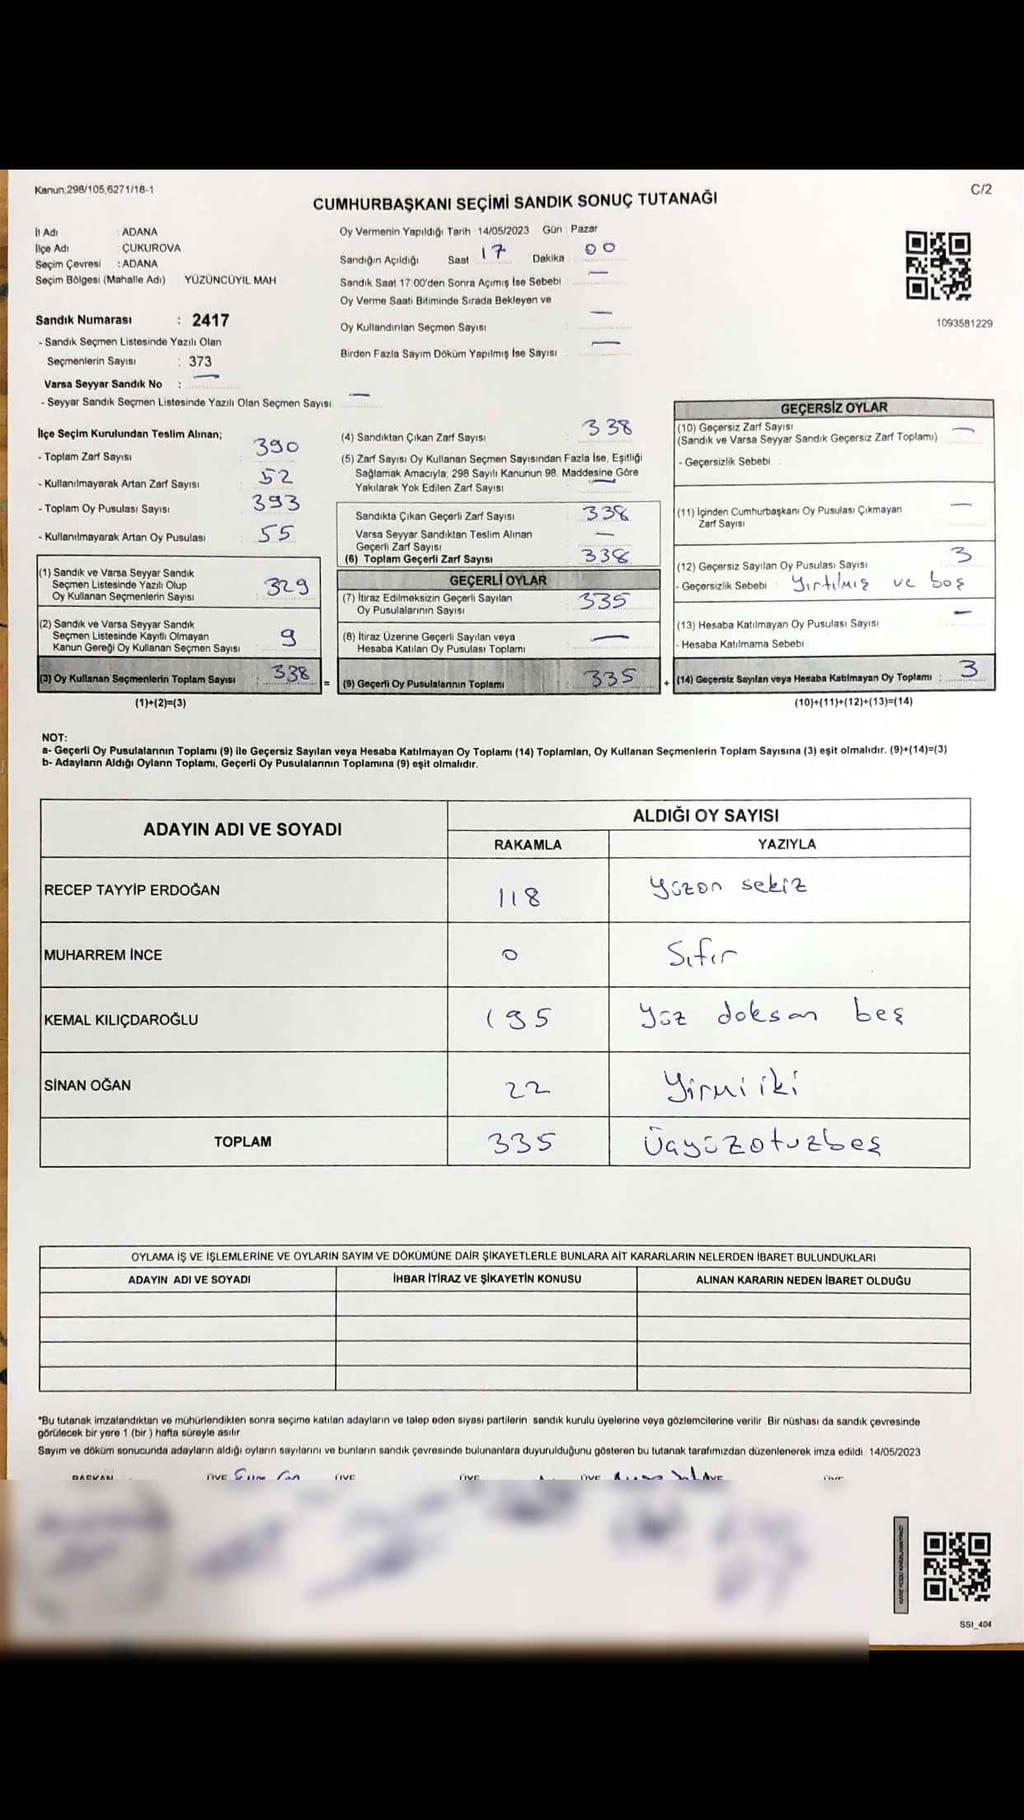 Kanun,298/105,6271/18-1
C/2
CUMHURBAŞKANI SEÇİMİ SANDIK SONUÇ TUTANAĞI
İl Adı : ADANA
İlçe Adı : ÇUKUROVA
Seçim Çevresi : ADANA
Seçim Bölgesi (Mahalle Adı) YÜZÜNCÜYIL MAH
Sandık Numarası : 2417
- Sandık Seçmen Listesinde Yazılı Olan
Seçmenlerin Sayısı : 373
Varsa Seyyar Sandık No : —
- Seyyar Sandık Seçmen Listesinde Yazılı Olan Seçmen Sayısı —
Oy Vermenin Yapıldığı Tarih : 14/05/2023 Gün : Pazar
Sandığın Açıldığı Saat 17 Dakika 00
Sandık Saat 17:00'den Sonra Açımış İse Sebebi : —
Oy Verme Saati Bitiminde Sırada Bekleyen ve
Oy Kullandırılan Seçmen Sayısı : —
Birden Fazla Sayım Döküm Yapılmış İse Sayısı : —
1093581229
İlçe Seçim Kurulundan Teslim Alınan;
- Toplam Zarf Sayısı : 390
- Kullanılmayarak Artan Zarf Sayısı : 52
- Toplam Oy Pusulası Sayısı : 393
- Kullanılmayarak Artan Oy Pusulası : 55
(1) Sandık ve Varsa Seyyar Sandık
Seçmen Listesinde Yazılı Olup
Oy Kullanan Seçmenlerin Sayısı : 329
(2) Sandık ve Varsa Seyyar Sandık
Seçmen Listesinde Kayıtlı Olmayan
Kanun Gereği Oy Kullanan Seçmen Sayısı : 9
(3) Oy Kullanan Seçmenlerin Toplam Sayısı : 338
(1)+(2)=(3)
(4) Sandıktan Çıkan Zarf Sayısı : 338
(5) Zarf Sayısı Oy Kullanan Seçmen Sayısından Fazla İse, Eşitliği
Sağlamak Amacıyla, 298 Sayılı Kanunun 98. Maddesine Göre
Yakılarak Yok Edilen Zarf Sayısı : —
Sandıkta Çıkan Geçerli Zarf Sayısı : 338
Varsa Seyyar Sandıktan Teslim Alınan
Geçerli Zarf Sayısı : —
(6) Toplam Geçerli Zarf Sayısı : 338
GEÇERLİ OYLAR
(7) İtiraz Edilmeksizin Geçerli Sayılan
Oy Pusulalarının Sayısı : 335
(8) İtiraz Üzerine Geçerli Sayılan veya
Hesaba Katılan Oy Pusulası Toplamı : —
= (9) Geçerli Oy Pusulalarının Toplamı : 335
GEÇERSİZ OYLAR
(10) Geçersiz Zarf Sayısı
(Sandık ve Varsa Seyyar Sandık Geçersiz Zarf Toplamı) : —
- Geçersizlik Sebebi :
(11) İçinden Cumhurbaşkanı Oy Pusulası Çıkmayan
Zarf Sayısı : —
(12) Geçersiz Sayılan Oy Pusulası Sayısı : 3
- Geçersizlik Sebebi : Yırtılmış ve boş
(13) Hesaba Katılmayan Oy Pusulası Sayısı : —
- Hesaba Katılmama Sebebi
+ (14) Geçersiz Sayılan veya Hesaba Katılmayan Oy Toplamı : 3
(10)+(11)+(12)+(13)=(14)
NOT:
a- Geçerli Oy Pusulalarının Toplamı (9) ile Geçersiz Sayılan veya Hesaba Katılmayan Oy Toplamı (14) Toplamları, Oy Kullanan Seçmenlerin Toplam Sayısına (3) eşit olmalıdır. (9)+(14)=(3)
b- Adayların Aldığı Oyların Toplamı, Geçerli Oy Pusulalarının Toplamına (9) eşit olmalıdır.
ADAYIN ADI VE SOYADI
ALDIĞI OY SAYISI
RAKAMLA YAZIYLA
RECEP TAYYİP ERDOĞAN 118 Yüzon sekiz
MUHARREM İNCE 0 Sıfır
KEMAL KILIÇDAROĞLU 195 Yüz doksan beş
SİNAN OĞAN 22 Yirmi iki
TOPLAM 335 Üçyüzotuzbeş
OYLAMA İŞ VE İŞLEMLERİNE VE OYLARIN SAYIM VE DÖKÜMÜNE DAİR ŞİKAYETLERLE BUNLARA AİT KARARLARIN NELERDEN İBARET BULUNDUKLARI
ADAYIN ADI VE SOYADI İHBAR İTİRAZ VE ŞİKAYETİN KONUSU ALINAN KARARIN NEDEN İBARET OLDUĞU
*Bu tutanak imzalandıktan ve mühürlendikten sonra seçime katılan adayların ve talep eden siyasi partilerin sandık kurulu üyelerine veya gözlemcilerine verilir. Bir nüshası da sandık çevresinde
görülecek bir yere 1 (bir ) hafta süreyle asılır.
Sayım ve döküm sonucunda adayların aldığı oyların sayılarını ve bunların sandık çevresinde bulunanlara duyurulduğunu gösteren bu tutanak tarafımızdan düzenlenerek imza edildi. 14/05/2023
BAŞKAN ÜYE ÜYE ÜYE ÜYE ÜYE ÜYE
SSI_404